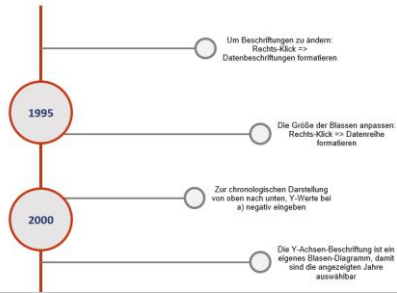 Um Beschriftungen zu ändern:
Rechts-Klick =>
Datenbeschriftungen formatieren
1995
Die Größe der Blassen anpassen:
Rechts-Klick => Datenreihe
formatieren
Zur chronologischen Darstellung
von oben nach unten, Y-Werte bei
a) negativ eingeben
2000
Die Y-Achsen-Beschriftung ist ein
eigenes Blasen-Diagramm, damit
sind die angezeigten Jahre
auswählbar